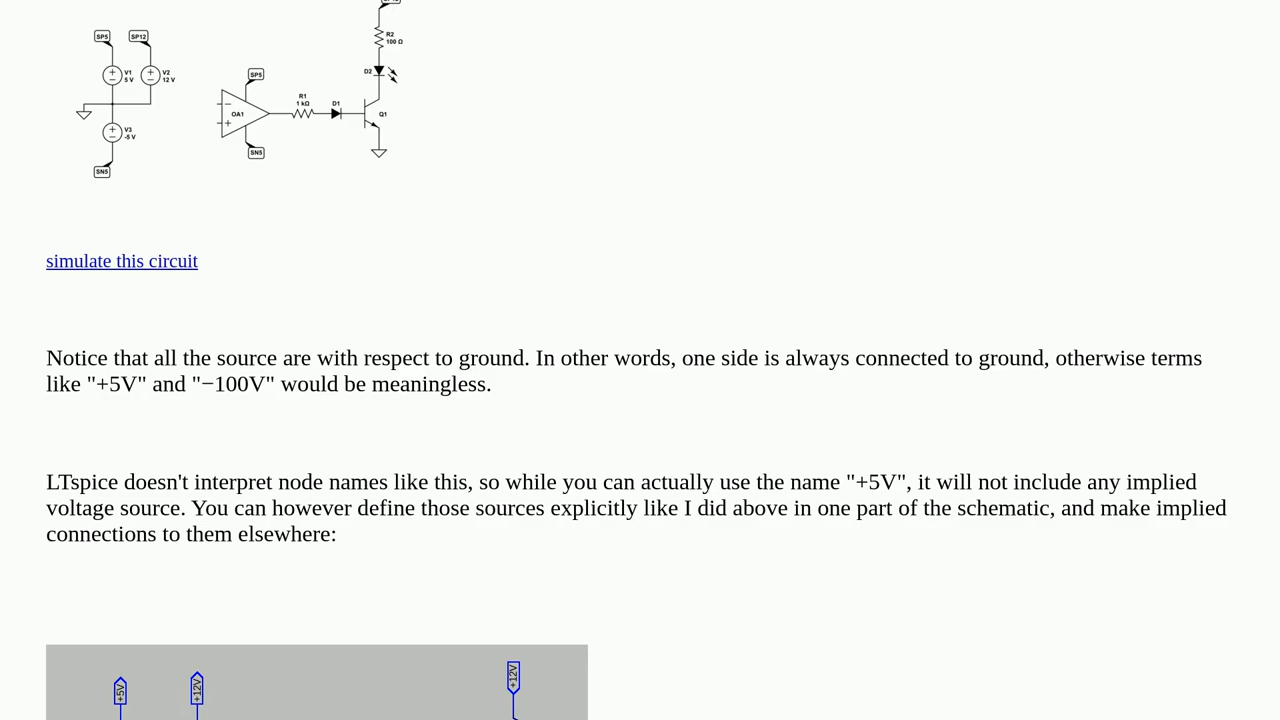 SP5
SP12
V1
5 V
V2
12 V
V3
-5 V
SN5
SP5
OA1
SN5
R1
1 kΩ
D1
R2
100 Ω
D2
Q1
simulate this circuit
Notice that all the source are with respect to ground. In other words, one side is always connected to ground, otherwise terms
like "+5V" and "−100V" would be meaningless.
LTspice doesn't interpret node names like this, so while you can actually use the name "+5V", it will not include any implied
voltage source. You can however define those sources explicitly like I did above in one part of the schematic, and make implied
connections to them elsewhere:
+5V
+12V
+12V